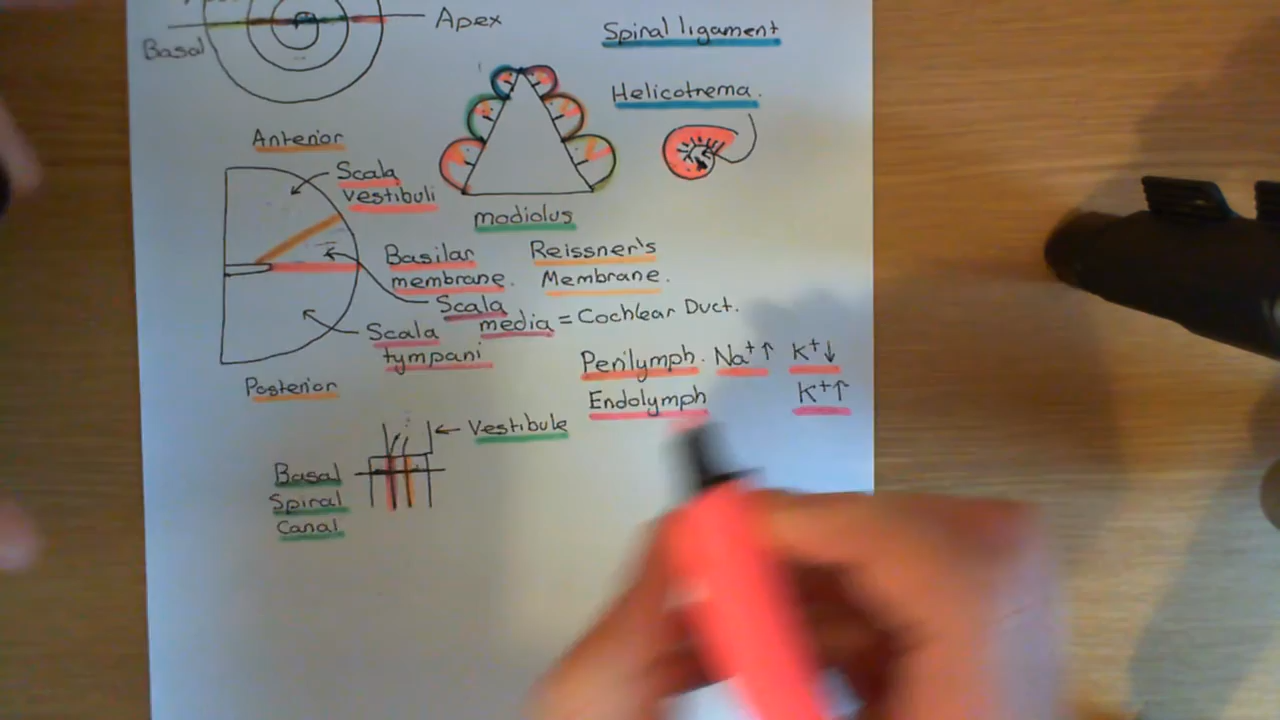 Apex
Basal
Spiral ligament
Helicotrema.
Anterior
Scala
vestibuli
modiolus
Basilar
membrane.
Reissner's
Membrane.
Scala
media = Cochlear Duct.
Scala
tympani
Posterior
Perilymph. Na+↑ K+↓
Endolymph K+↑
← Vestibule
Basal
Spiral
Canal